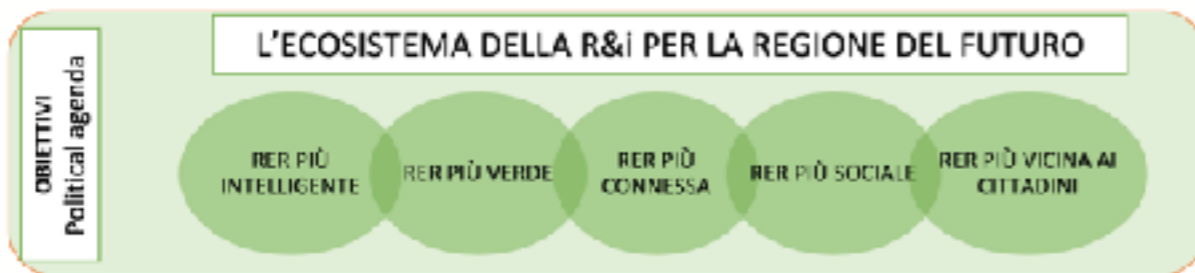 L'ECOSISTEMA DELLA R&i PER LA REGIONE DEL FUTURO
OBIETTIVI
Political agenda
RER PIÙ
INTELLIGENTE
RER PIÙ VERDE
RER PIÙ
CONNESSA
RER PIÙ SOCIALE
RER PIÙ VICINA AI
CITTADINI